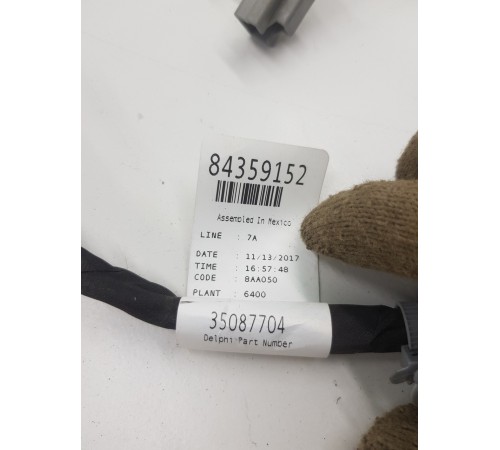 84359152
Assembled In Mexico
LINE : 7A
DATE : 11/13/2017
TIME : 16:57:48
CODE : BAA050
PLANT : 6400
35087704
Delphi Part Number